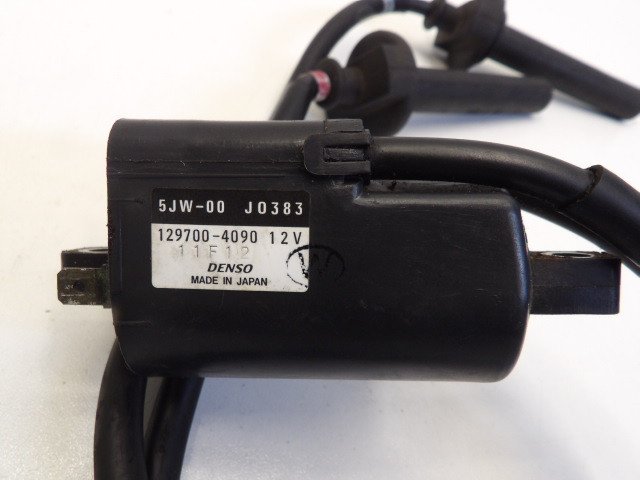 5JW-00 J0383
129700-4090 12V
11F12
DENSO
MADE IN JAPAN
W